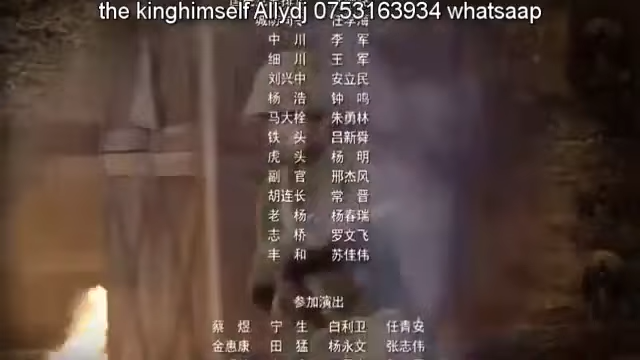 the kinghimself Allydj 0753163934 whatsaap
中　川　李　军
细　川　王　军
刘兴中　安立民
杨　浩　钟　鸣
马大栓　朱勇林
铁　头　吕新舜
虎　头　杨　明
副　官　邢杰风
胡连长　常　晋
老　杨　杨春瑞
志　桥　罗文飞
丰　和　苏佳伟
参加演出
蔡　煜　宁　生　白利卫　任青安
金惠康　田　猛　杨永文　张志伟